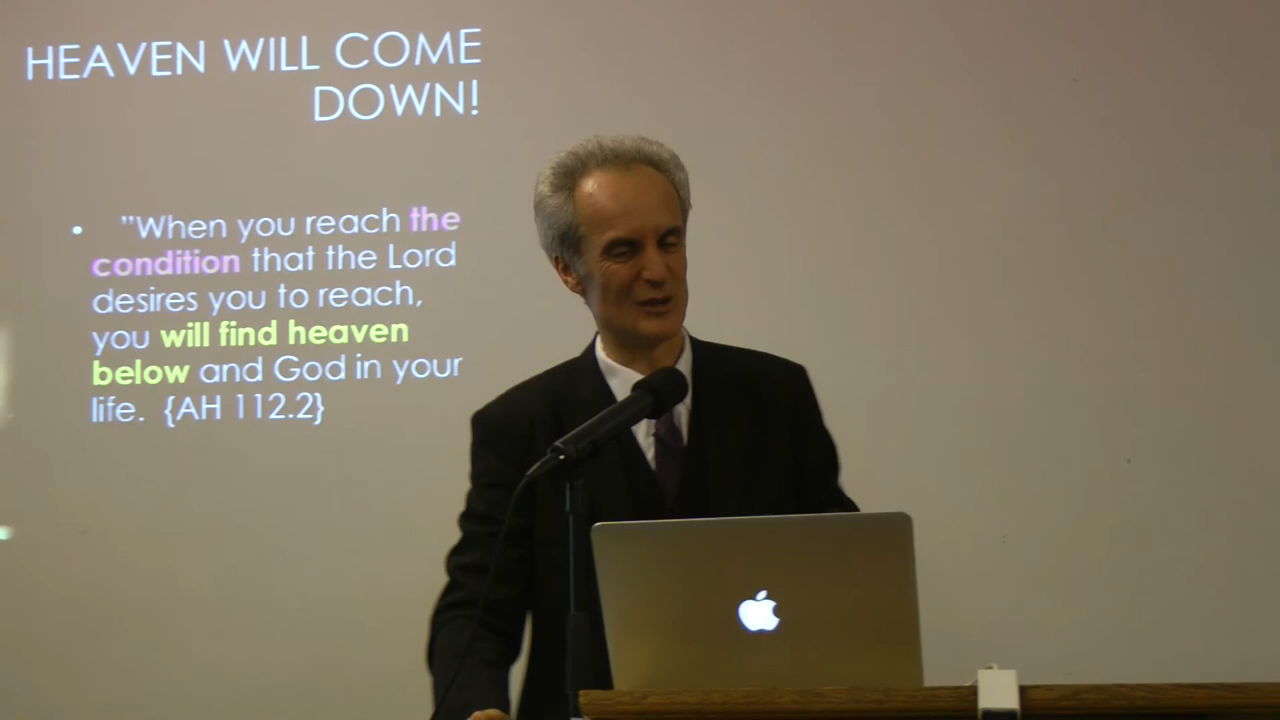 HEAVEN WILL COME
DOWN!
• "When you reach the
condition that the Lord
desires you to reach,
you will find heaven
below and God in your
life. {AH 112.2}